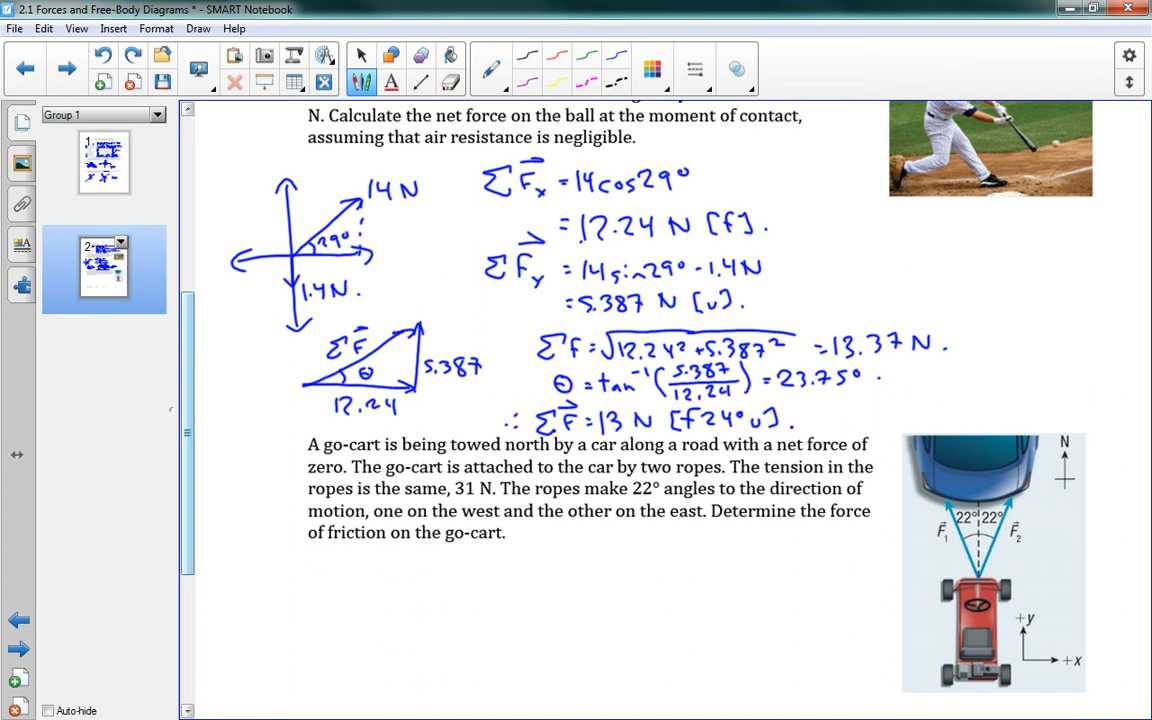 2.1 Forces and Free-Body Diagrams * - SMART Notebook
File Edit View Insert Format Draw Help
Group 1
1
2
N. Calculate the net force on the ball at the moment of contact,
assuming that air resistance is negligible.
14 N
29°
1.4 N.
Σ F⃗x = 14cos29°
= 12.24 N [f].
Σ F⃗y = 14sin29° - 1.4N
= 5.387 N [u].
Σ F⃗
θ
5.387
12.24
ΣF = √12.24² + 5.387² = 13.37 N.
θ = tan⁻¹ (5.387/12.24) = 23.75°.
∴ ΣF⃗ = 13 N [f24°u].
A go-cart is being towed north by a car along a road with a net force of
zero. The go-cart is attached to the car by two ropes. The tension in the
ropes is the same, 31 N. The ropes make 22° angles to the direction of
motion, one on the west and the other on the east. Determine the force
of friction on the go-cart.
N
22° 22°
F⃗1 F⃗2
+y
+x
Auto-hide